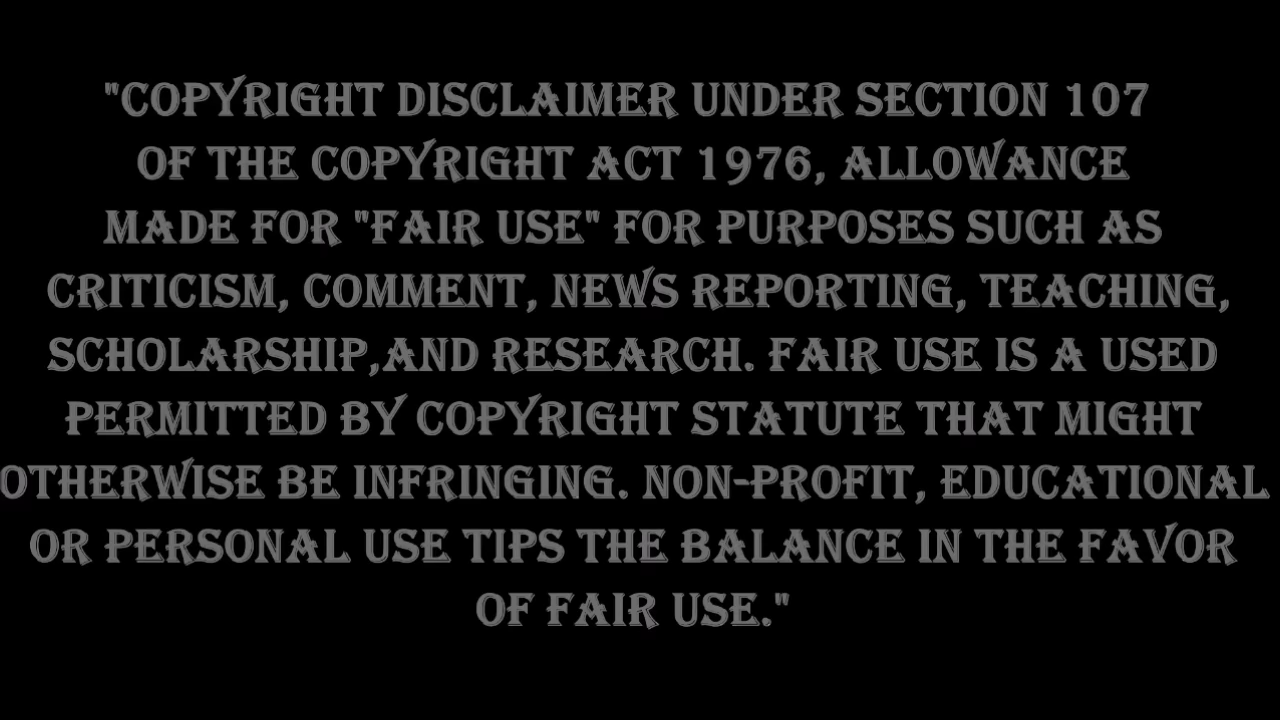 "COPYRIGHT DISCLAIMER UNDER SECTION 107
OF THE COPYRIGHT ACT 1976, ALLOWANCE
MADE FOR "FAIR USE" FOR PURPOSES SUCH AS
CRITICISM, COMMENT, NEWS REPORTING, TEACHING,
SCHOLARSHIP,AND RESEARCH. FAIR USE IS A USED
PERMITTED BY COPYRIGHT STATUTE THAT MIGHT
OTHERWISE BE INFRINGING. NON-PROFIT, EDUCATIONAL
OR PERSONAL USE TIPS THE BALANCE IN THE FAVOR
OF FAIR USE."